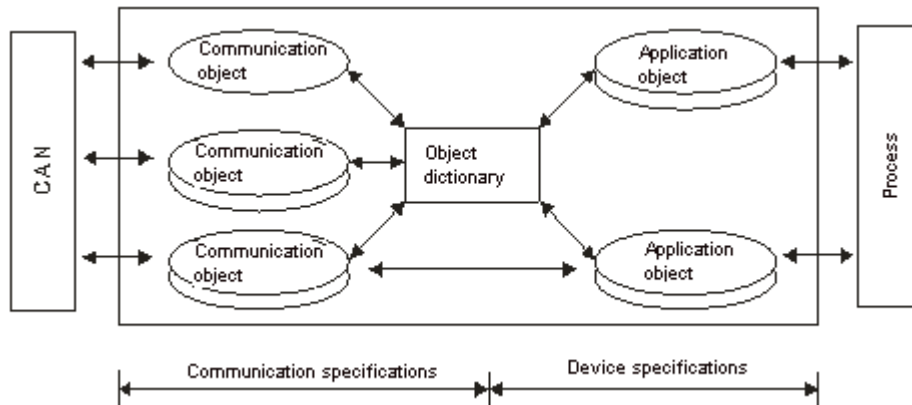 CAN
Communication
object
Communication
object
Communication
object
Object
dictionary
Application
object
Application
object
Process
Communication specifications
Device specifications